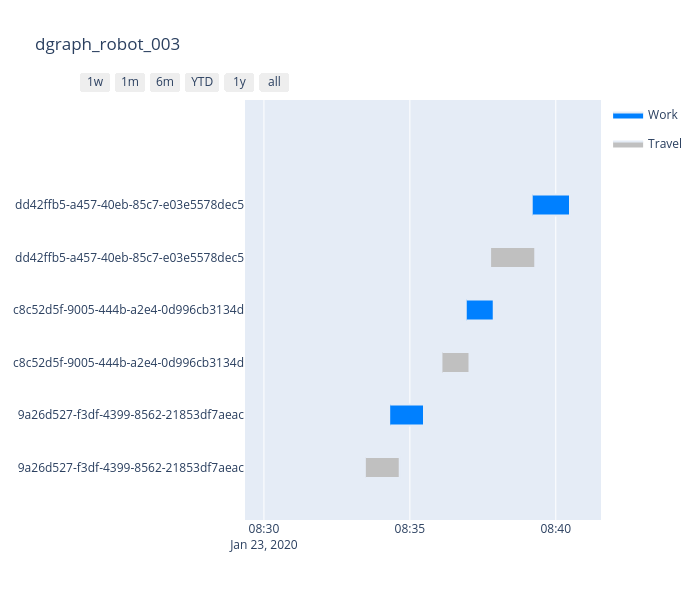 dgraph_robot_003
1w 1m 6m YTD 1y all
Work
Travel
dd42ffb5-a457-40eb-85c7-e03e5578dec5
dd42ffb5-a457-40eb-85c7-e03e5578dec5
c8c52d5f-9005-444b-a2e4-0d996cb3134d
c8c52d5f-9005-444b-a2e4-0d996cb3134d
9a26d527-f3df-4399-8562-21853df7aeac
9a26d527-f3df-4399-8562-21853df7aeac
08:30 08:35 08:40
Jan 23, 2020